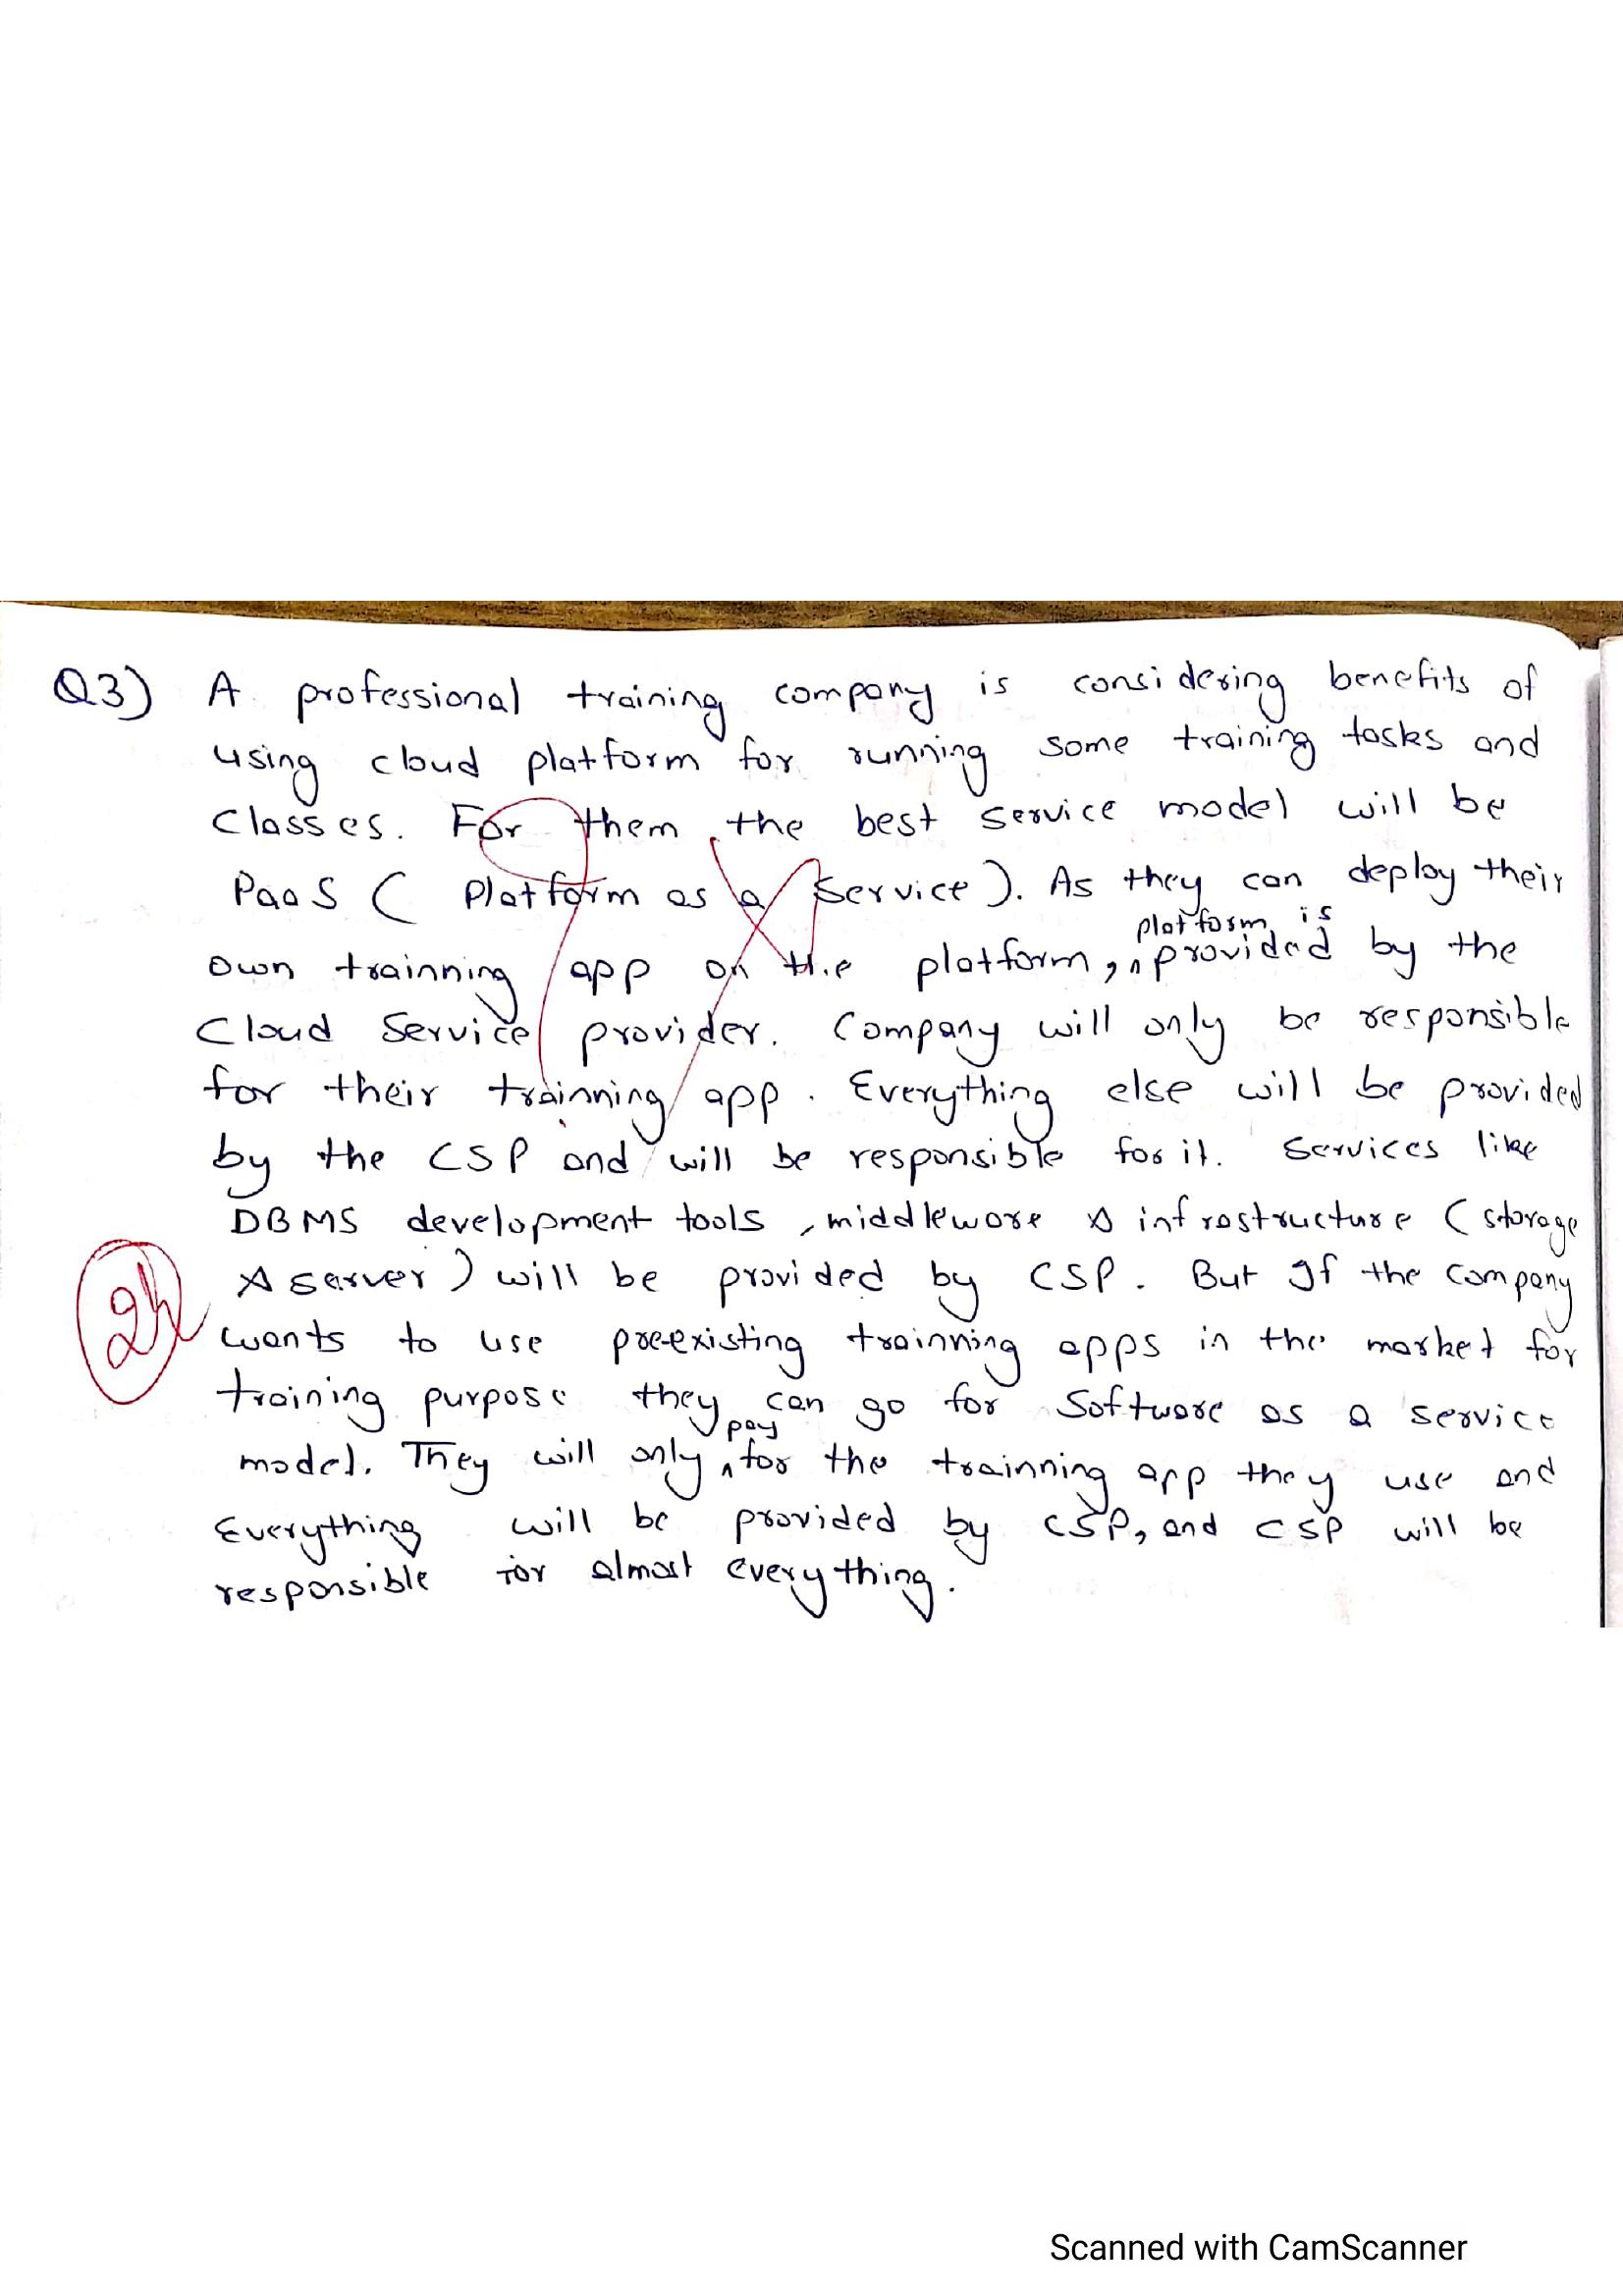 Q3) A professional training company is considering benefits of
using cloud platform for running some training tasks and
Classes. For them the best service model will be
PaaS ( Platform as a Service ). As they can deploy their
platform is
own trainning app on the platform, ^ provided by the
Cloud Service provider. Company will only be responsible
for their trainning app. Everything else will be provided
by the CSP and will be responsible for it. Services like
DBMS development tools, middleware & infrastructure ( storage
& server ) will be provided by CSP. But If the Company
wants to use pre-existing trainning apps in the market for
training purpose they can go for Software as a service
pay
model. They will only ^ for the trainning app they use and
Everything will be provided by CSP, and CSP will be
responsible for almost everything.
Scanned with CamScanner